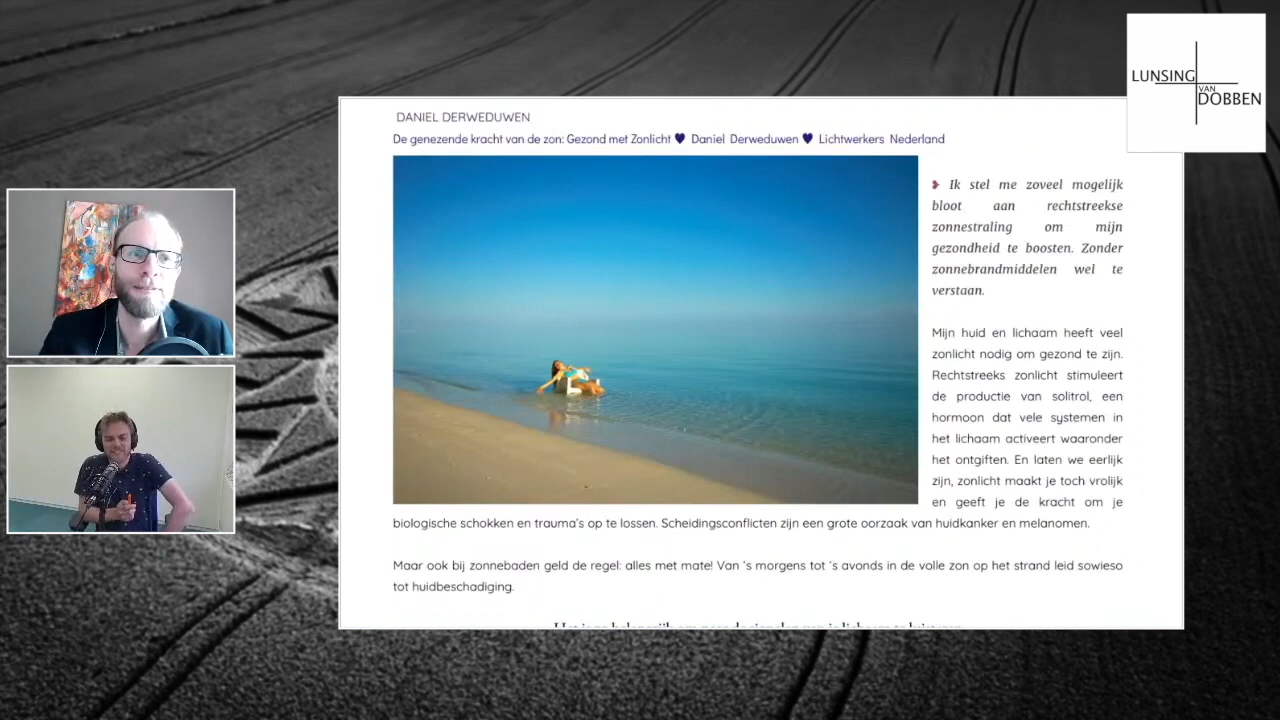 LUNSING
VAN
DOBBEN
DANIEL DERWEDUWEN
De genezende kracht van de zon: Gezond met Zonlicht ♥ Daniel Derweduwen ♥ Lichtwerkers Nederland
❥ Ik stel me zoveel mogelijk
bloot aan rechtstreekse
zonnestraling om mijn
gezondheid te boosten. Zonder
zonnebrandmiddelen wel te
verstaan.
Mijn huid en lichaam heeft veel
zonlicht nodig om gezond te zijn.
Rechtstreeks zonlicht stimuleert
de productie van solitrol, een
hormoon dat vele systemen in
het lichaam activeert waaronder
het ontgiften. En laten we eerlijk
zijn, zonlicht maakt je toch vrolijk
en geeft je de kracht om je
biologische schokken en trauma's op te lossen. Scheidingsconflicten zijn een grote oorzaak van huidkanker en melanomen.
Maar ook bij zonnebaden geld de regel: alles met mate! Van 's morgens tot 's avonds in de volle zon op het strand leid sowieso
tot huidbeschadiging.